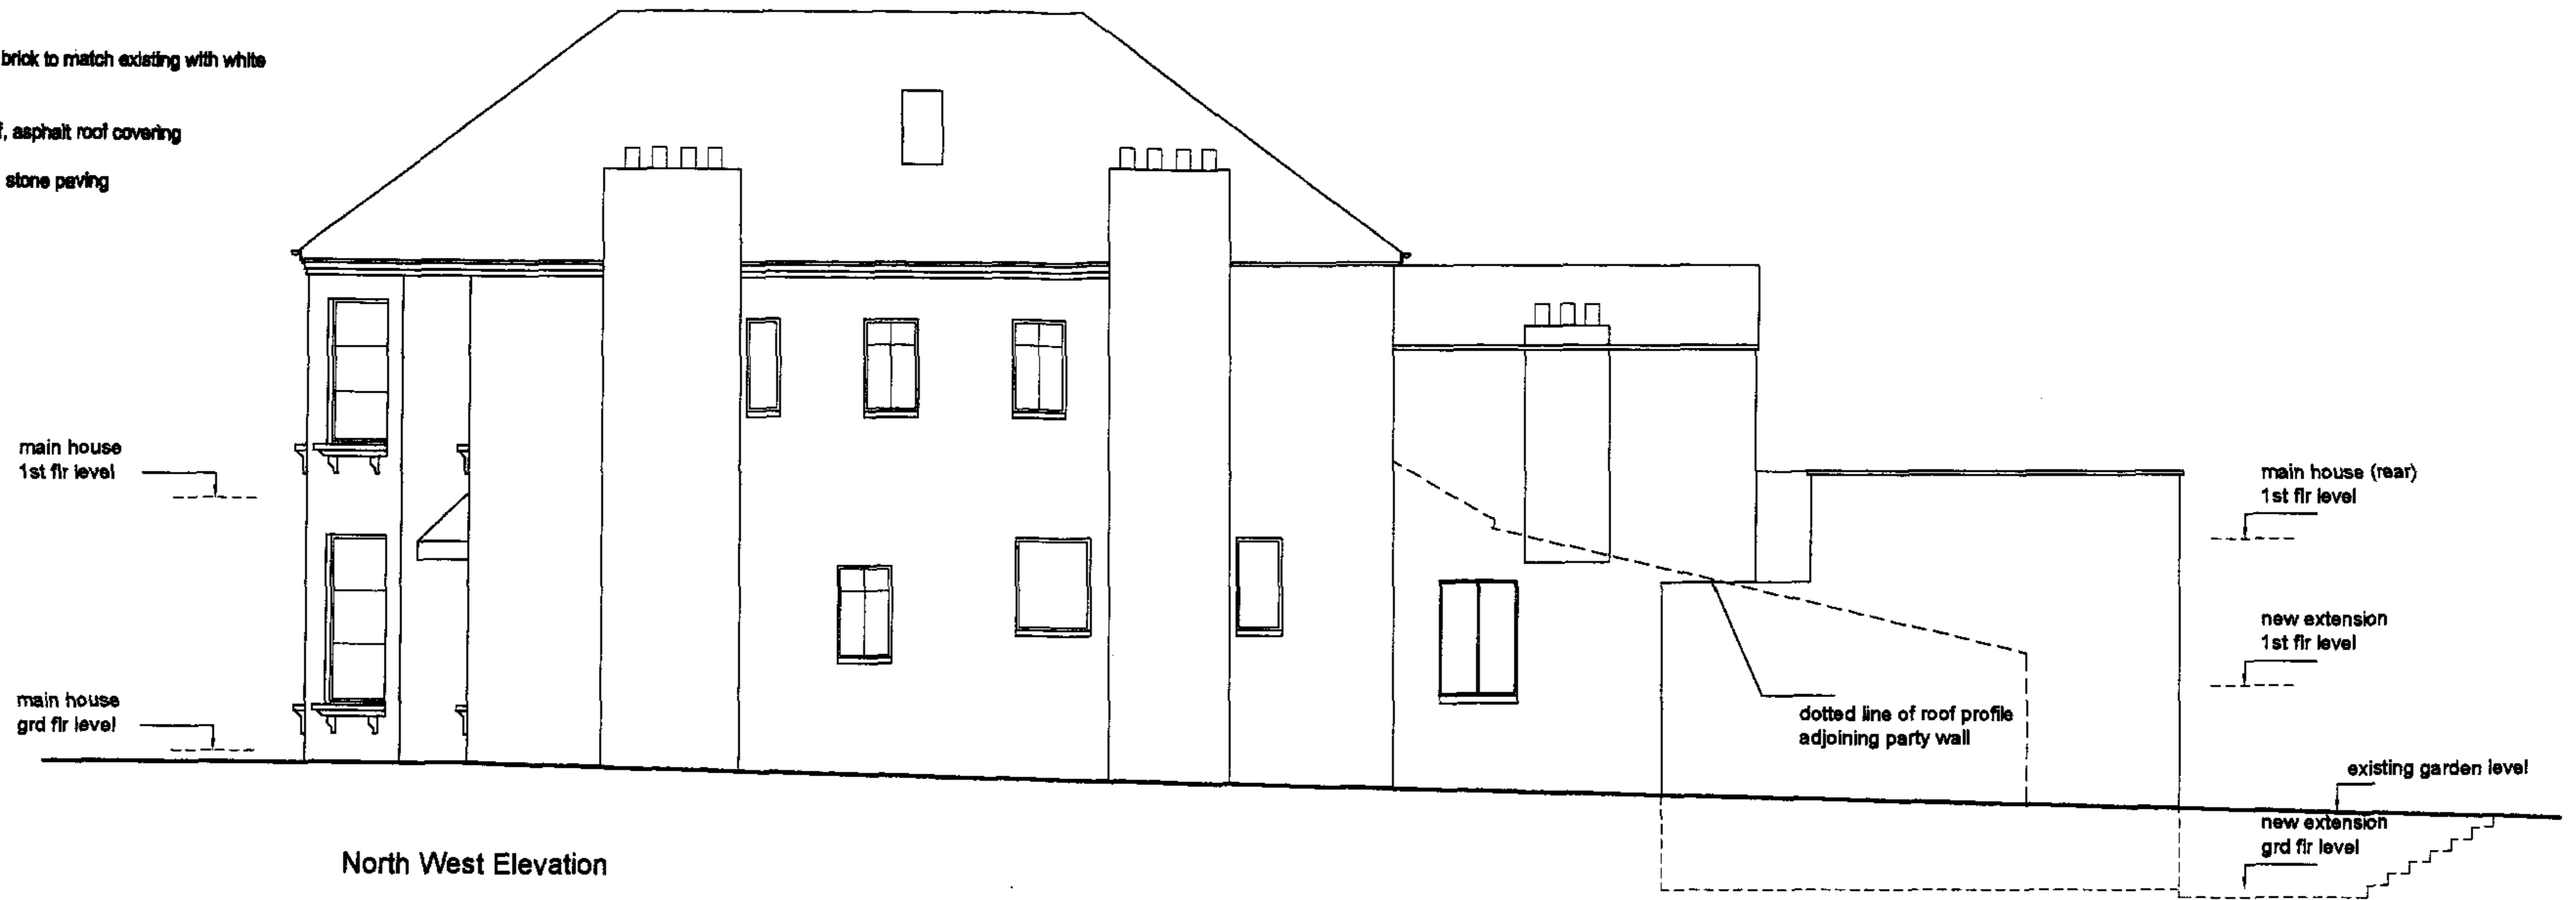 brick to match existing with white
, asphalt roof covering
stone paving
main house
1st flr level
main house
grd flr level
main house (rear)
1st flr level
new extension
1st flr level
dotted line of roof profile
adjoining party wall
existing garden level
new extension
grd flr level
North West Elevation